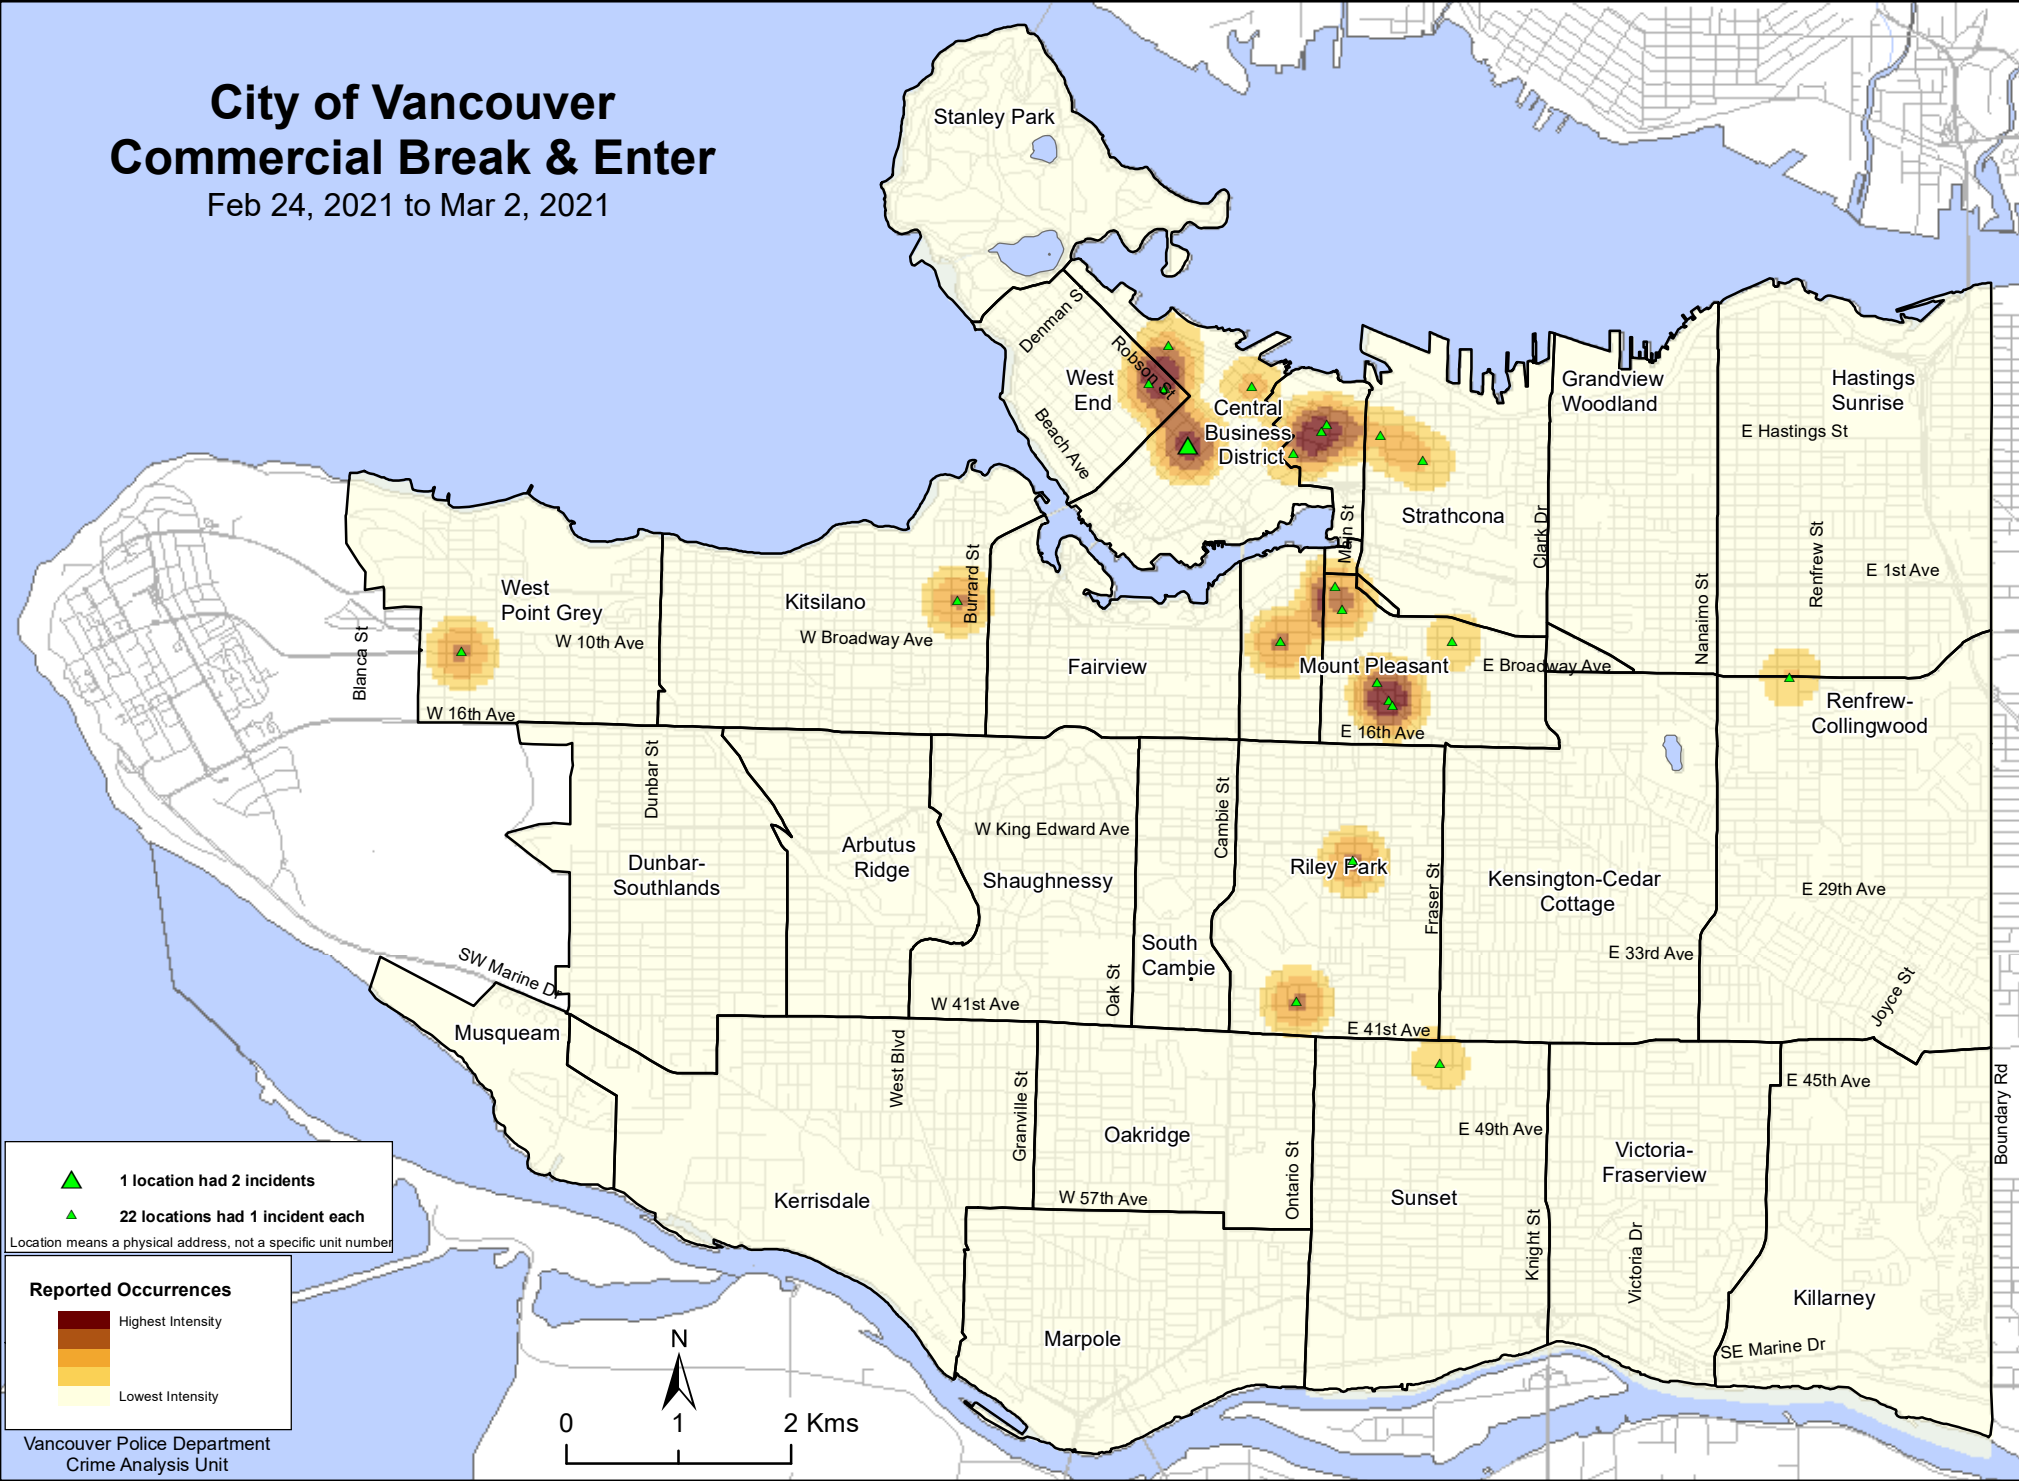 City of Vancouver
Commercial Break & Enter
Feb 24, 2021 to Mar 2, 2021
Stanley Park
Denman St
Robson St
West
End
Beach Ave
Central
Business
District
Grandview
Woodland
Hastings
Sunrise
E Hastings St
Strathcona
Main St
Clark Dr
Nanaimo St
Renfrew St
E 1st Ave
West
Point Grey
W 10th Ave
Blanca St
W 16th Ave
Kitsilano
W Broadway Ave
Burrard St
Fairview
Mount Pleasant
E Broadway Ave
E 16th Ave
Renfrew-
Collingwood
Dunbar St
Dunbar-
Southlands
Arbutus
Ridge
W King Edward Ave
Shaughnessy
Cambie St
Riley Park
Fraser St
Kensington-Cedar
Cottage
E 29th Ave
E 33rd Ave
South
Cambie
Oak St
W 41st Ave
E 41st Ave
Joyce St
SW Marine Dr
Musqueam
West Blvd
Granville St
Oakridge
Ontario St
E 49th Ave
E 45th Ave
Boundary Rd
Victoria-
Fraserview
Kerrisdale
W 57th Ave
Sunset
Knight St
Victoria Dr
Killarney
SE Marine Dr
Marpole
1 location had 2 incidents
22 locations had 1 incident each
Location means a physical address, not a specific unit number
Reported Occurrences
Highest Intensity
Lowest Intensity
Vancouver Police Department
Crime Analysis Unit
N
0 1 2 Kms